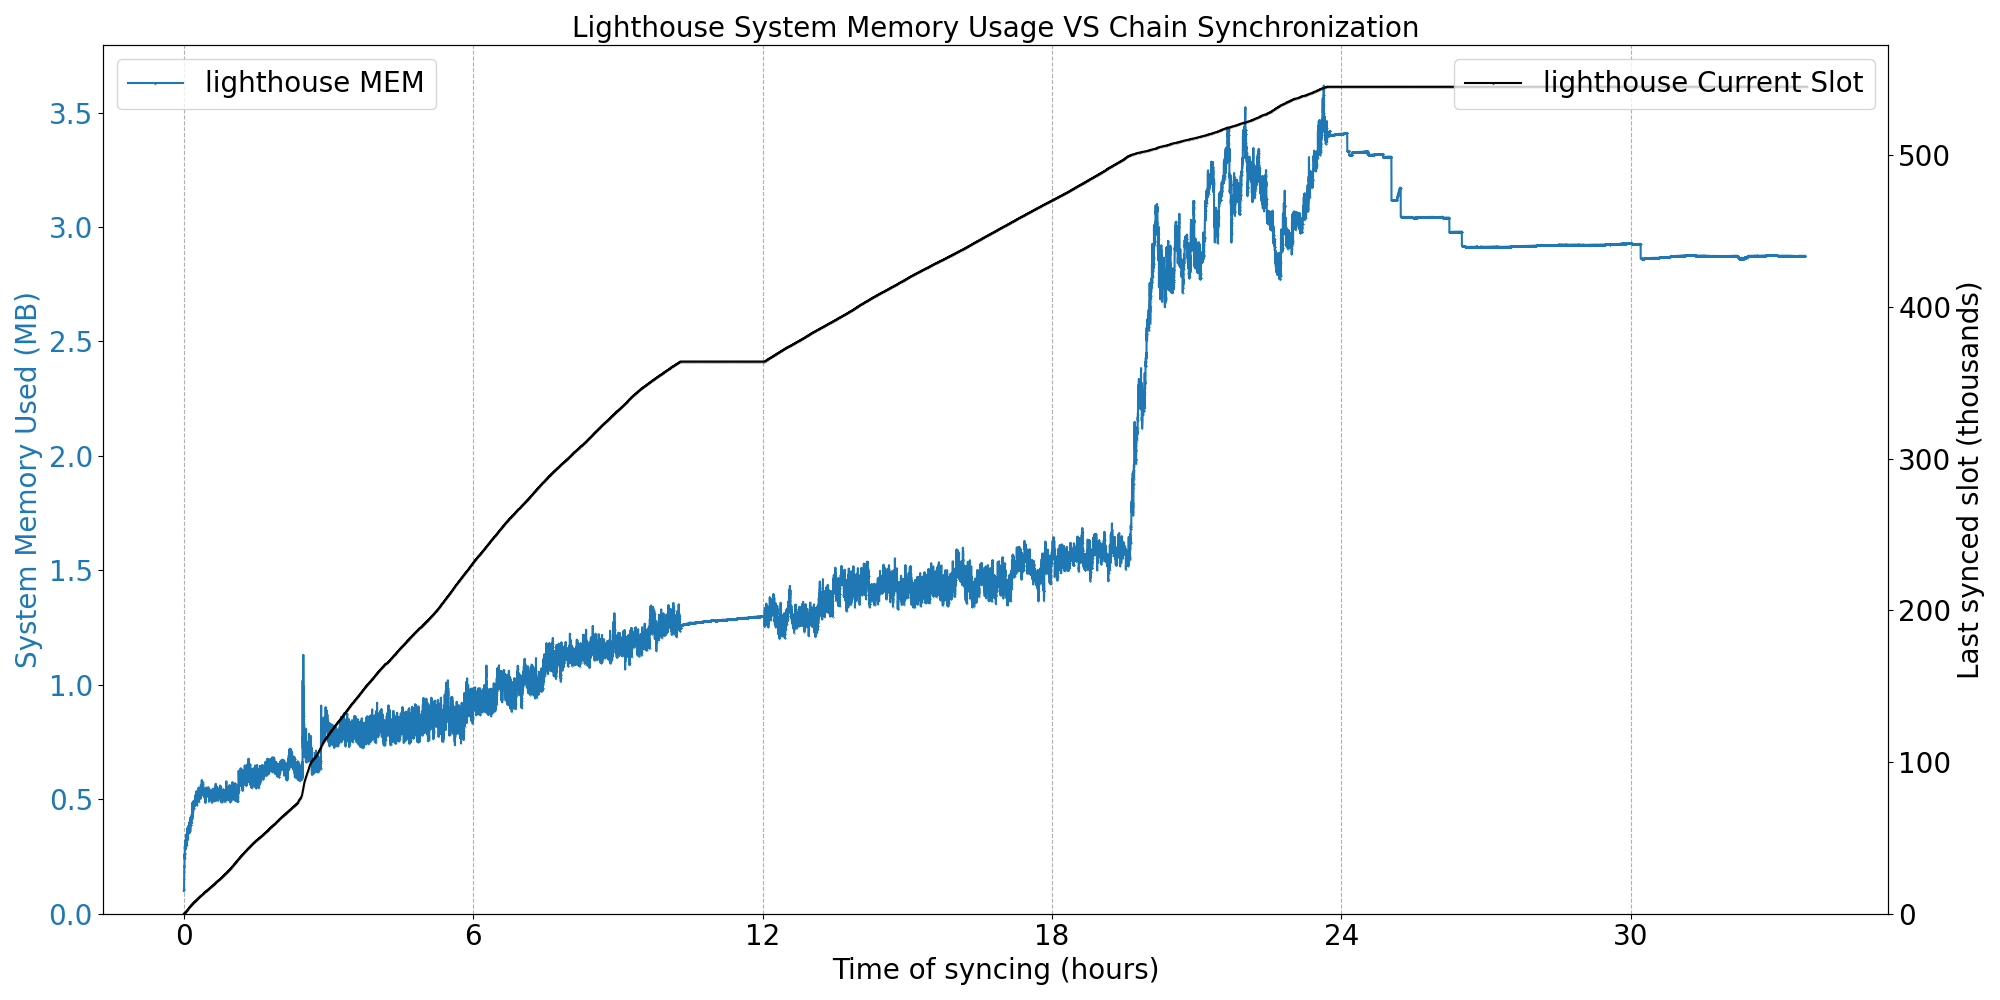 Lighthouse System Memory Usage VS Chain Synchronization
lighthouse MEM
lighthouse Current Slot
System Memory Used (MB)
3.5
3.0
2.5
2.0
1.5
1.0
0.5
0.0
500
400
300
200
100
0
Last synced slot (thousands)
0 6 12 18 24 30
Time of syncing (hours)